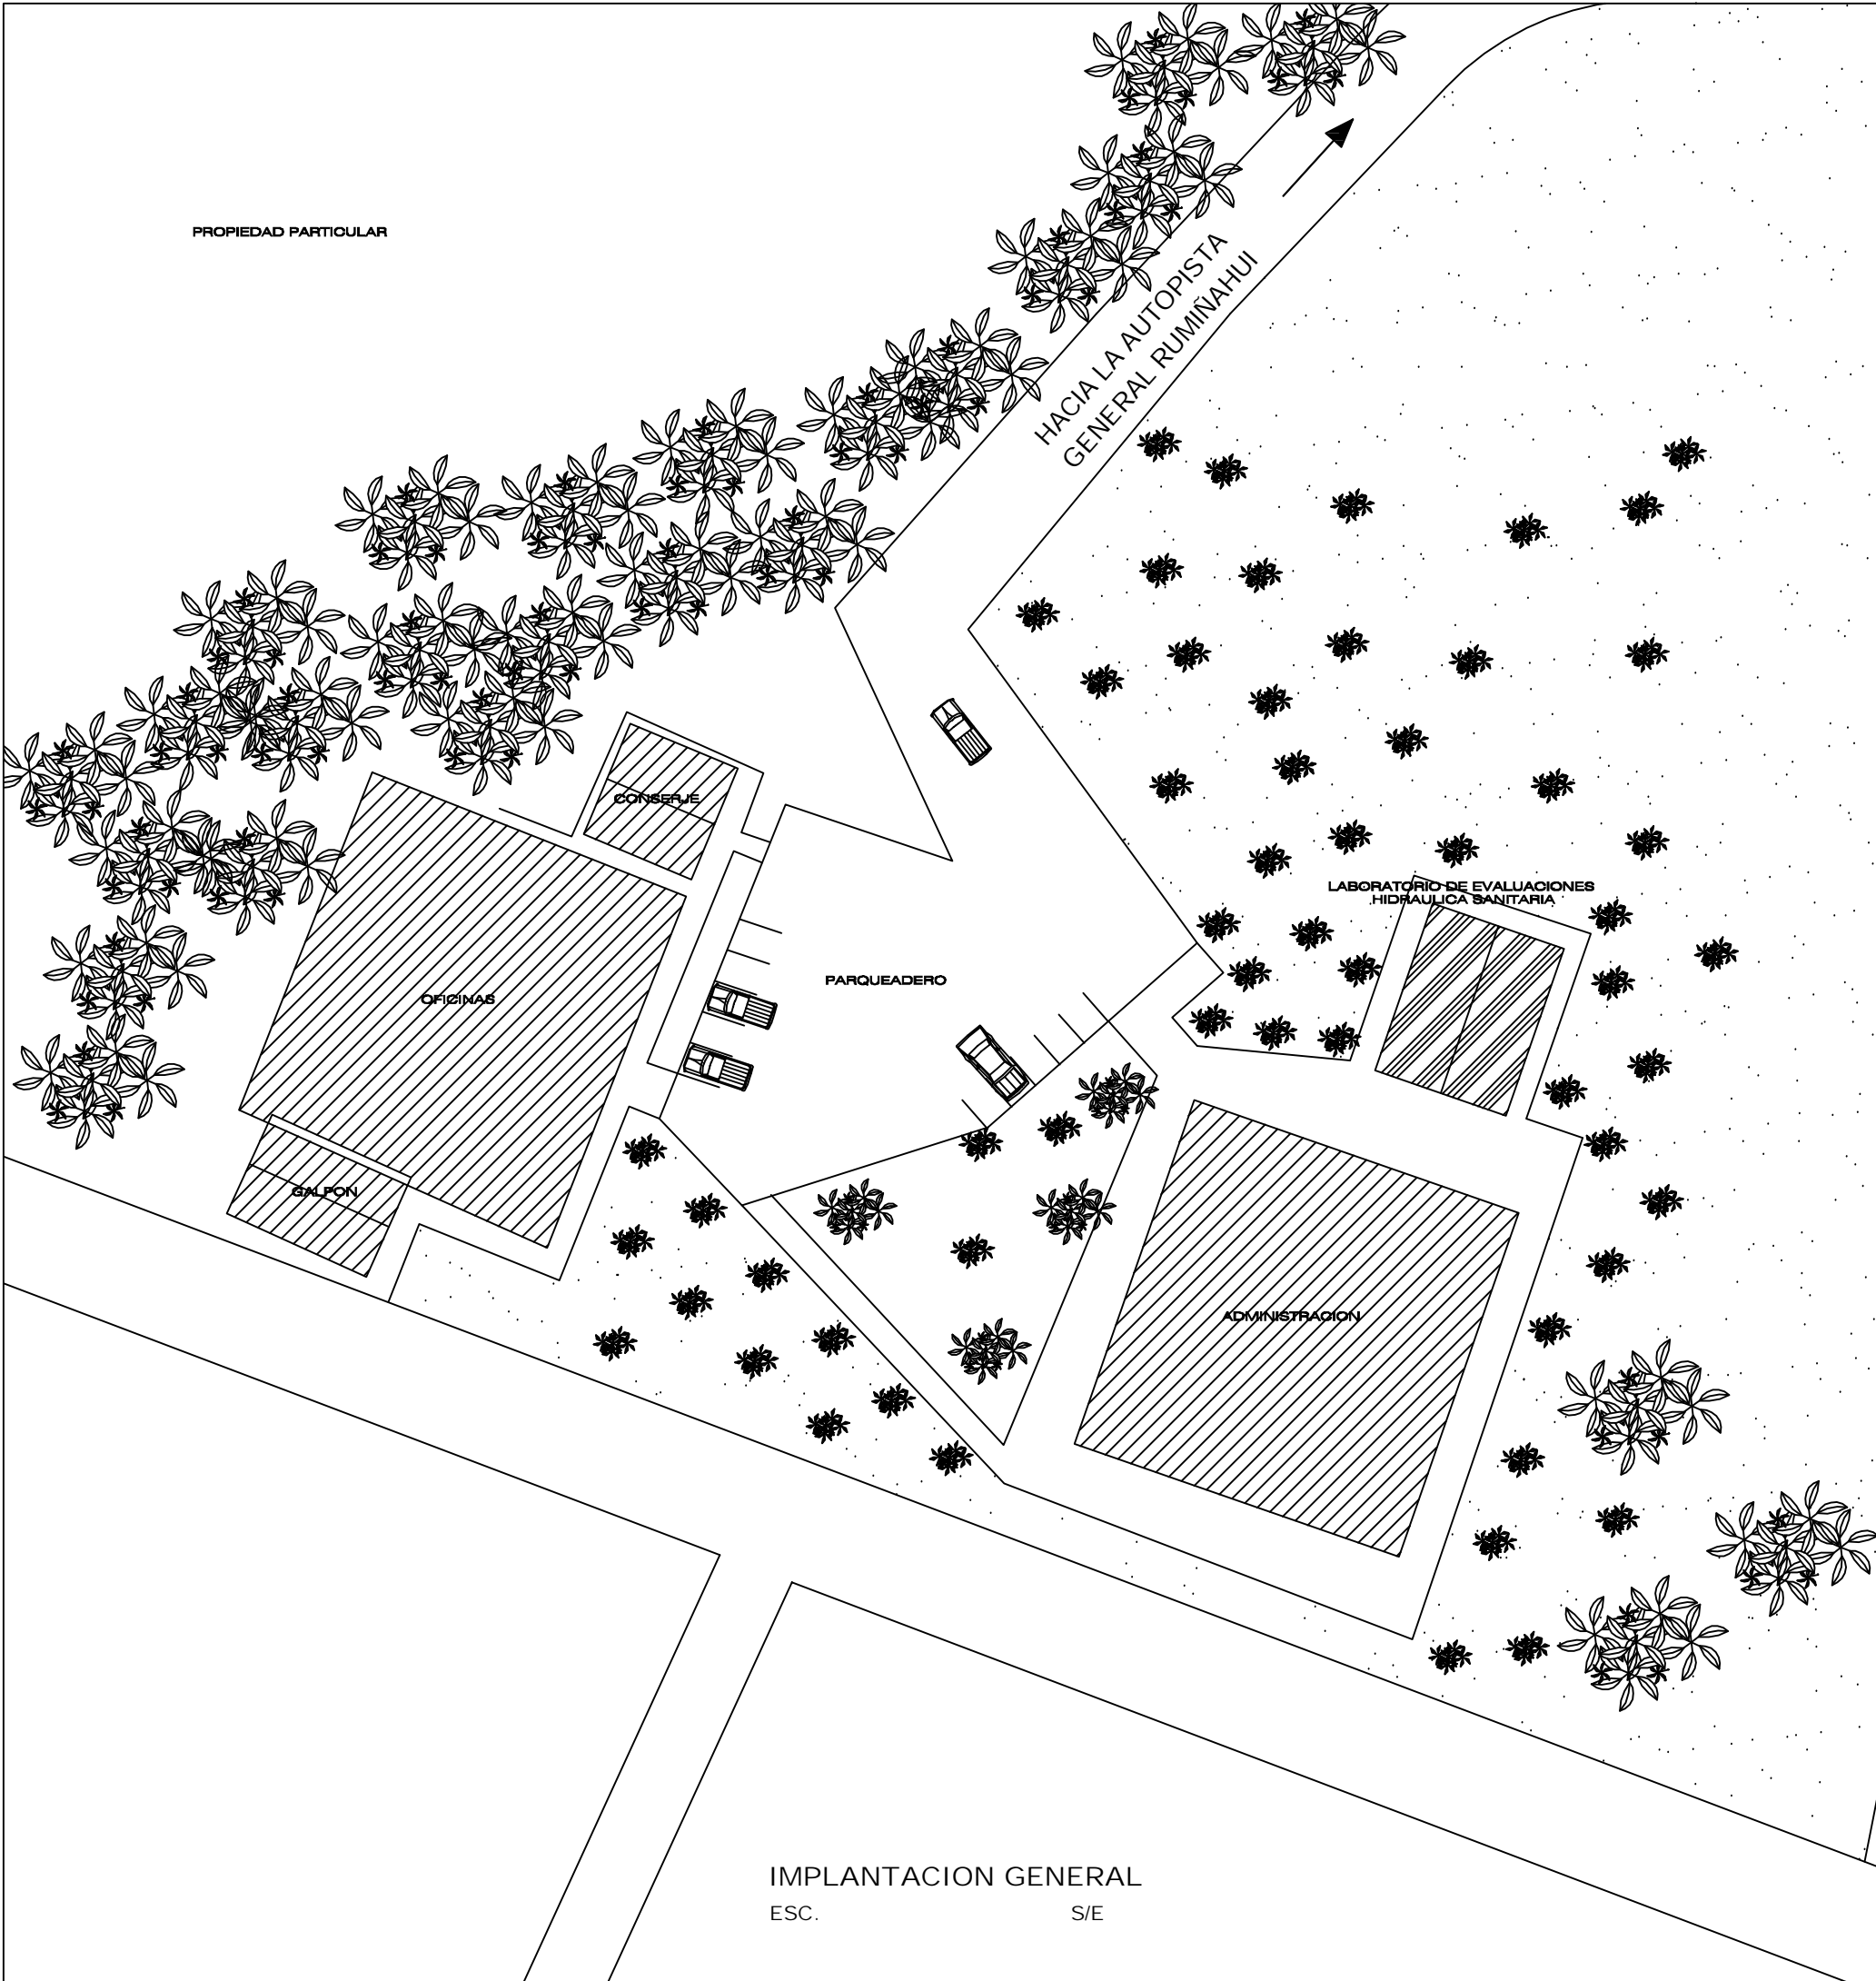 PROPIEDAD PARTICULAR
HACIA LA AUTOPISTA
GENERAL RUMIÑAHUI
CONSERJE
LABORATORIO DE EVALUACIONES
HIDRAULICA SANITARIA
OFICINAS
PARQUEADERO
GALPON
ADMINISTRACION
IMPLANTACION GENERAL
ESC. S/E